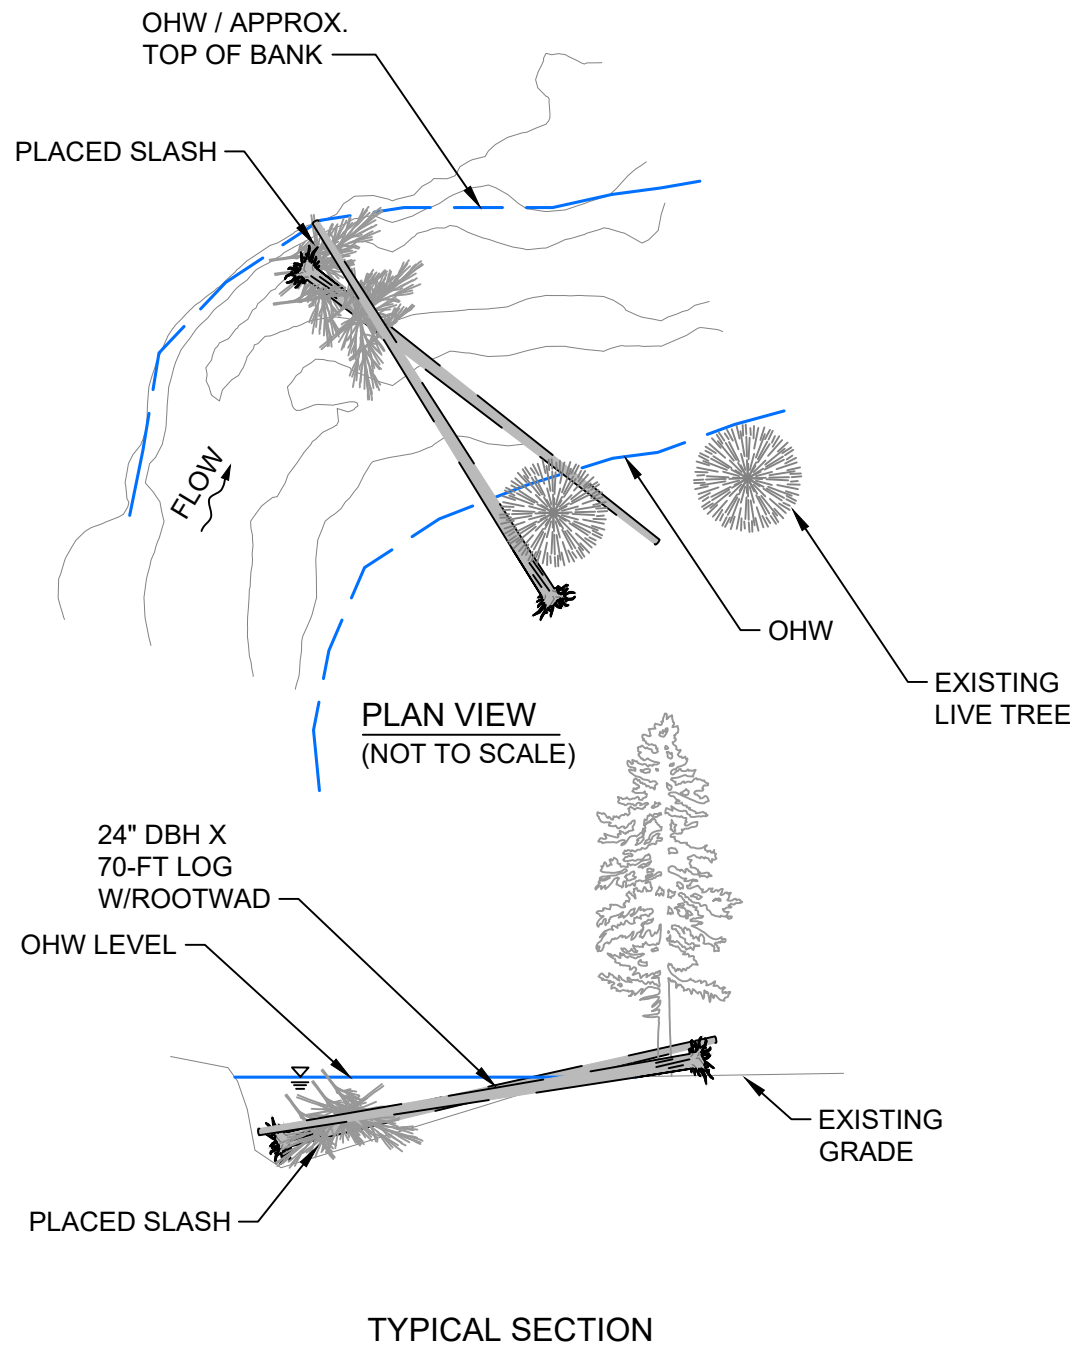 OHW / APPROX.
TOP OF BANK
PLACED SLASH
FLOW
OHW
EXISTING
LIVE TREE
PLAN VIEW
(NOT TO SCALE)
24" DBH X
70-FT LOG
W/ROOTWAD
OHW LEVEL
EXISTING
GRADE
PLACED SLASH
TYPICAL SECTION